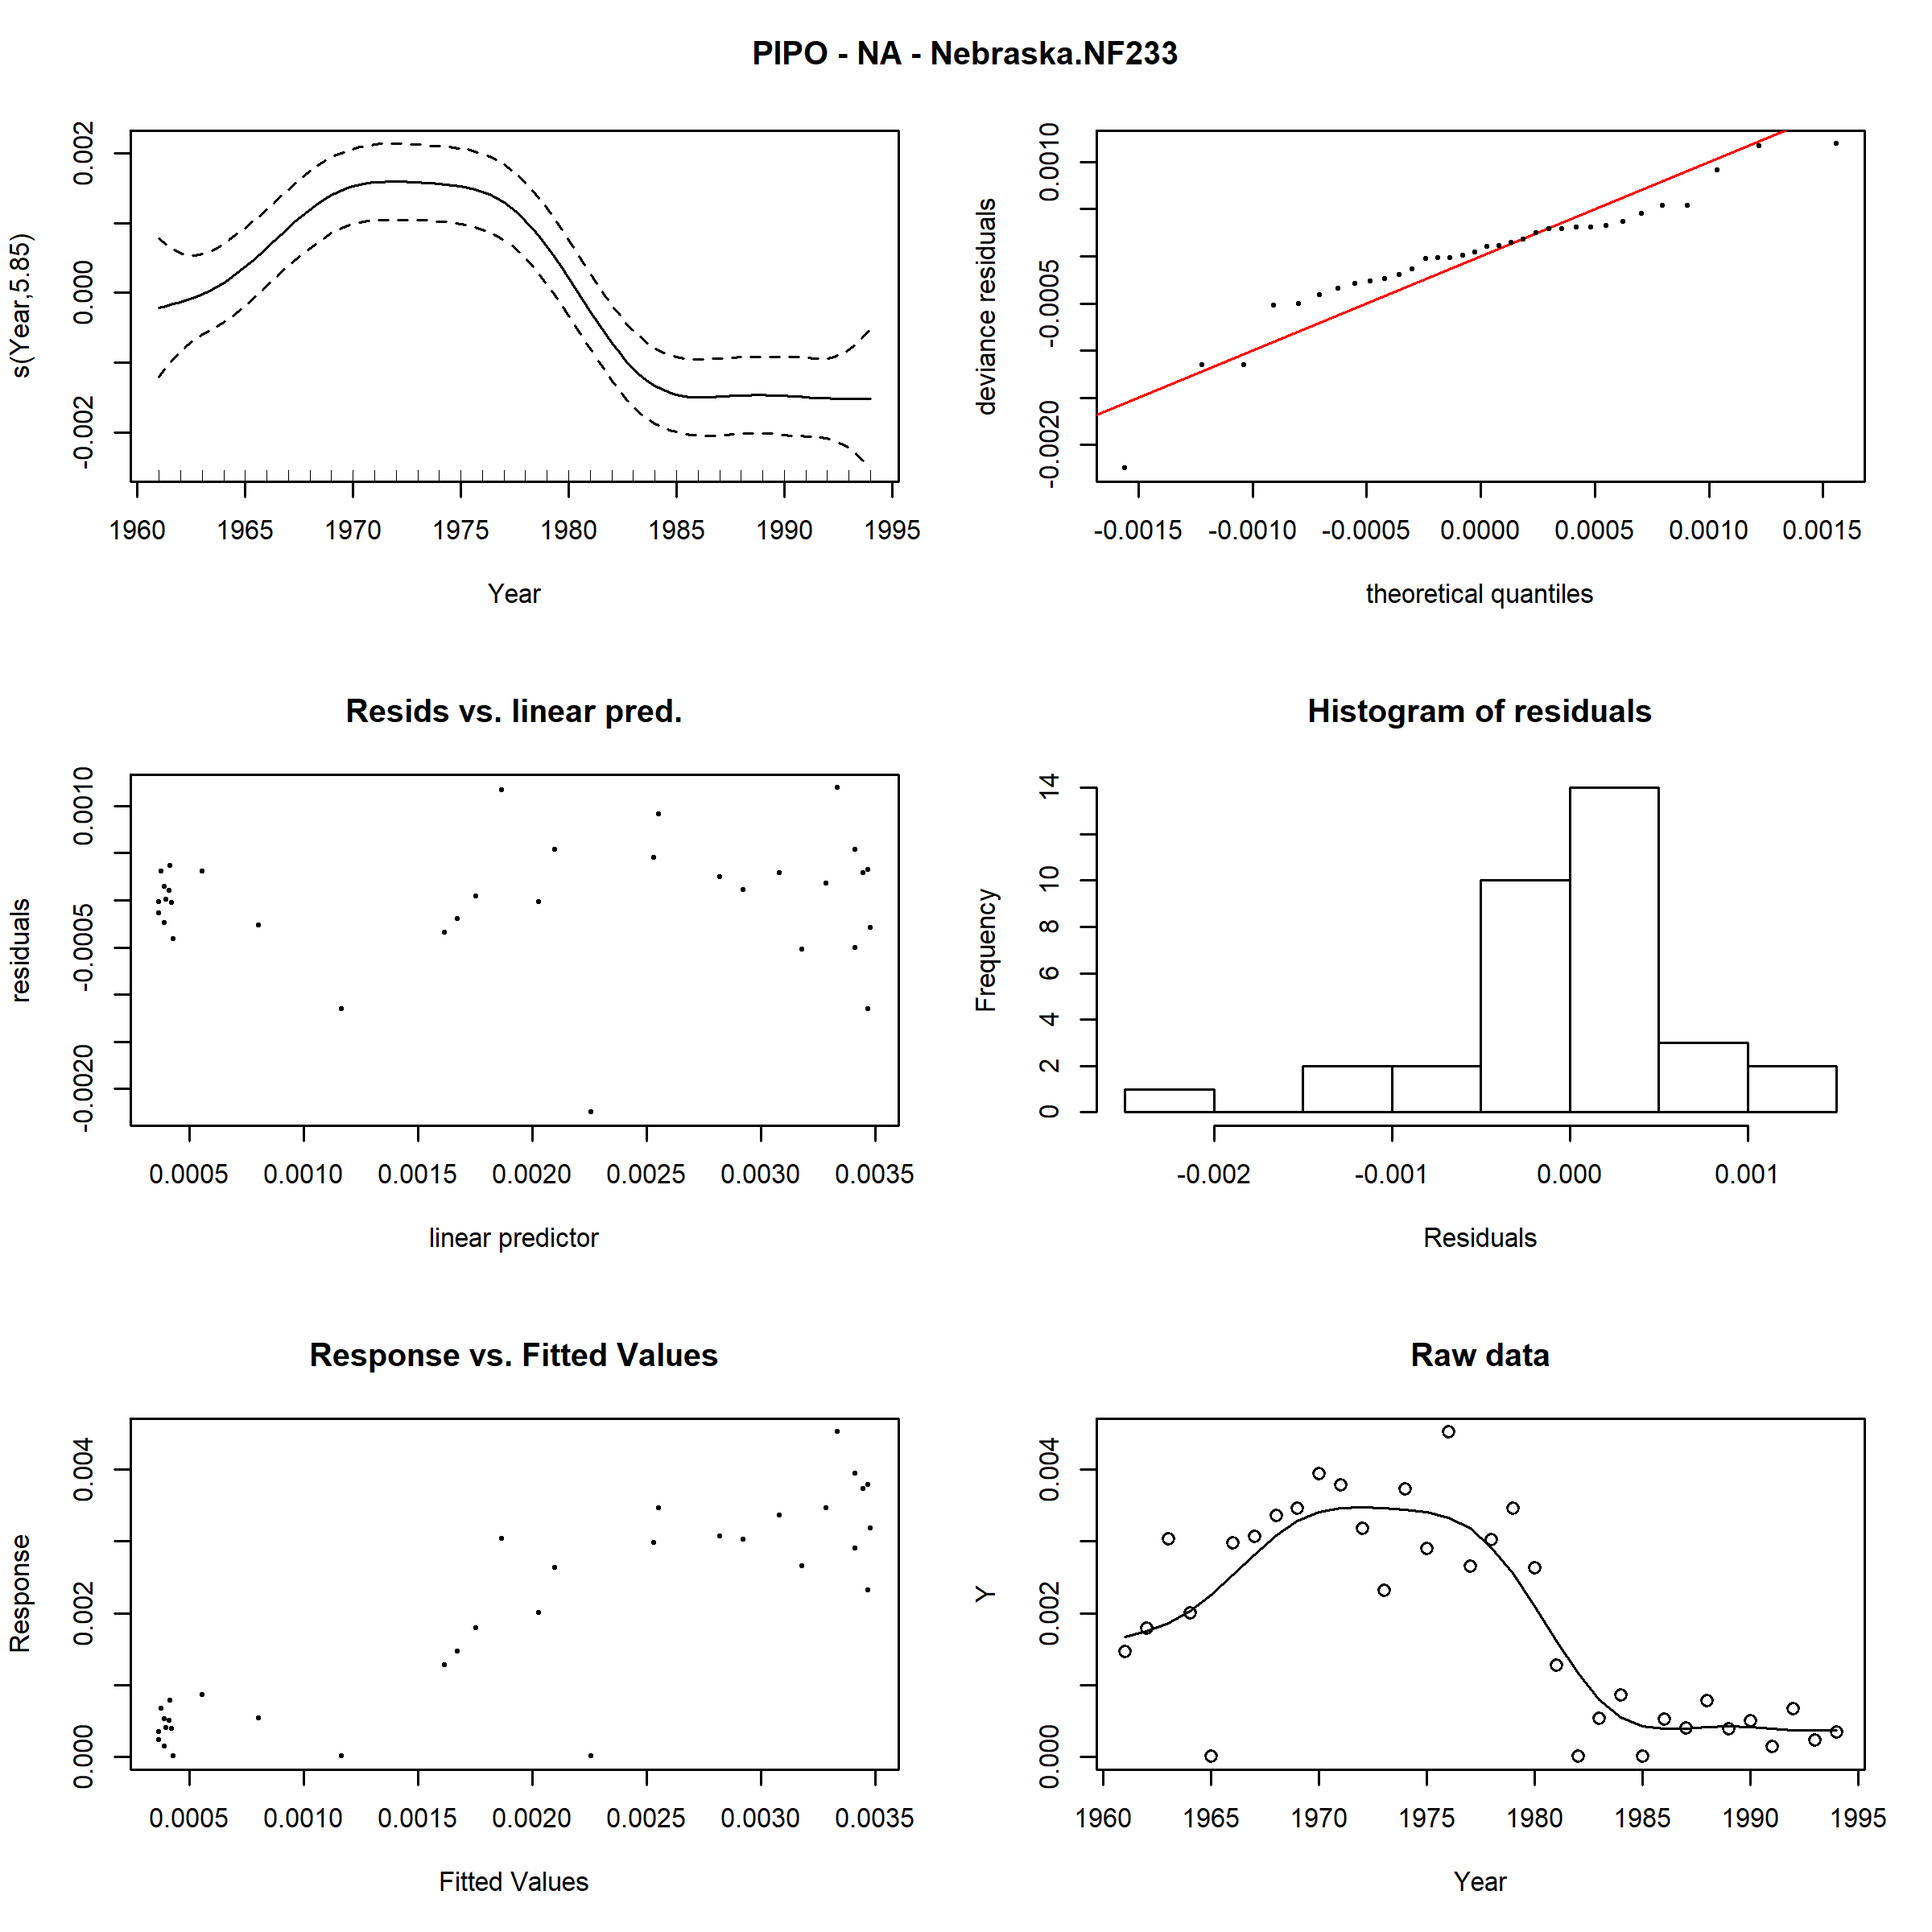 PIPO - NA - Nebraska.NF233
s(Year,5.85)
-0.002 0.000 0.002
1960 1965 1970 1975 1980 1985 1990 1995
Year
deviance residuals
-0.0020 -0.0005 0.0010
-0.0015 -0.0010 -0.0005 0.0000 0.0005 0.0010 0.0015
theoretical quantiles
Resids vs. linear pred.
residuals
-0.0020 -0.0005 0.0010
0.0005 0.0010 0.0015 0.0020 0.0025 0.0030 0.0035
linear predictor
Histogram of residuals
Frequency
0 2 4 6 8 10 14
-0.002 -0.001 0.000 0.001
Residuals
Response vs. Fitted Values
Response
0.000 0.002 0.004
0.0005 0.0010 0.0015 0.0020 0.0025 0.0030 0.0035
Fitted Values
Raw data
Y
0.000 0.002 0.004
1960 1965 1970 1975 1980 1985 1990 1995
Year